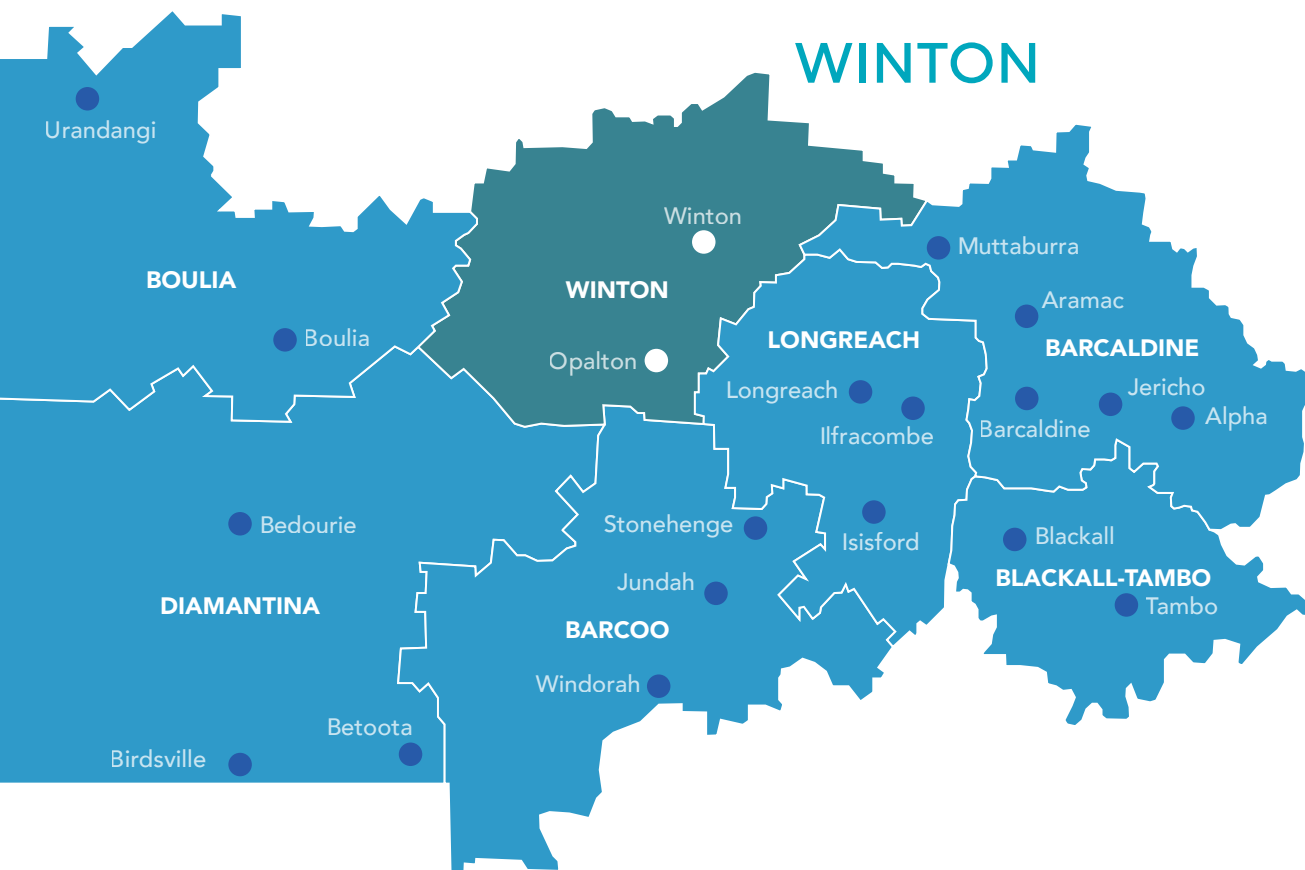 WINTON
Urandangi
Winton
Muttaburra
BOULIA
WINTON
Aramac
Boulia
LONGREACH
BARCALDINE
Opalton
Longreach
Jericho
Alpha
Ilfracombe
Barcaldine
Bedourie
Stonehenge
Isisford
Blackall
BLACKALL-TAMBO
Jundah
DIAMANTINA
Tambo
BARCOO
Windorah
Betoota
Birdsville